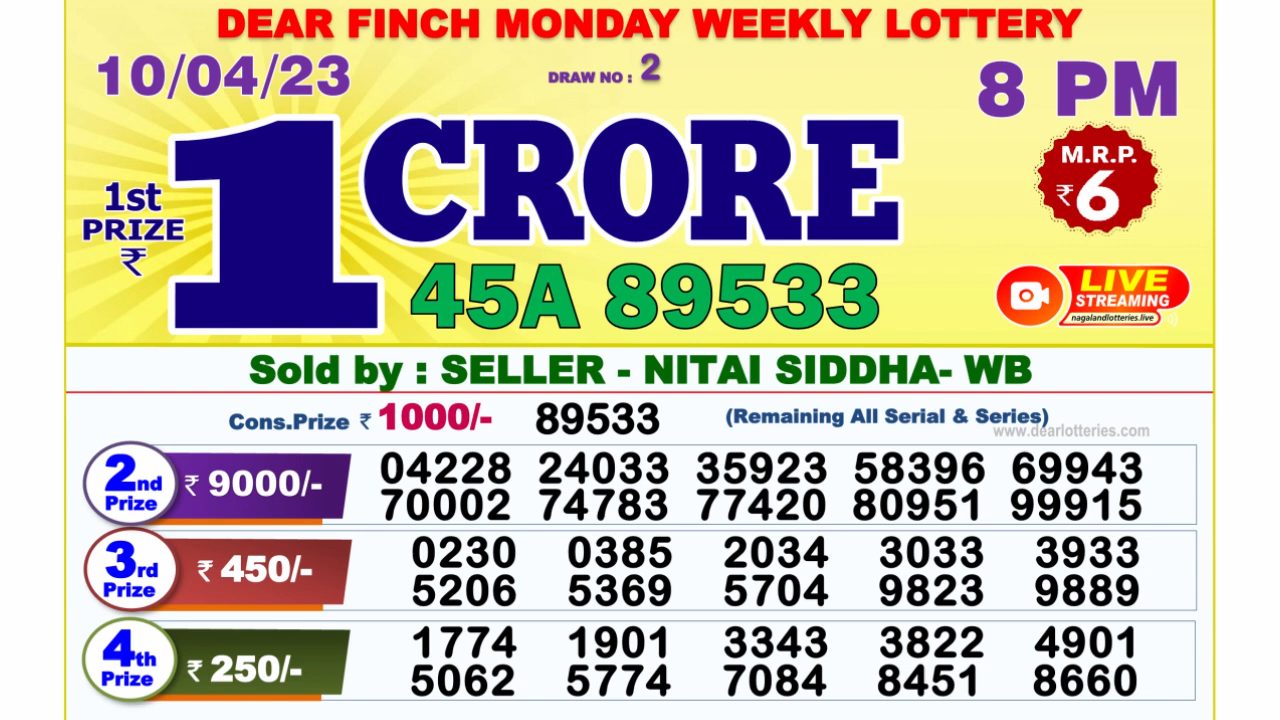 DEAR FINCH MONDAY WEEKLY LOTTERY
10/04/23
DRAW NO : 2
8 PM
M.R.P.
₹ 6
1st
PRIZE
₹
1 CRORE
45A 89533
LIVE
STREAMING
nagalandlotteries.live
Sold by : SELLER - NITAI SIDDHA- WB
Cons.Prize ₹ 1000/- 89533 (Remaining All Serial & Series)
www.dearlotteries.com
2nd Prize ₹ 9000/-
04228 24033 35923 58396 69943
70002 74783 77420 80951 99915
3rd Prize ₹ 450/-
0230 0385 2034 3033 3933
5206 5369 5704 9823 9889
4th Prize ₹ 250/-
1774 1901 3343 3822 4901
5062 5774 7084 8451 8660